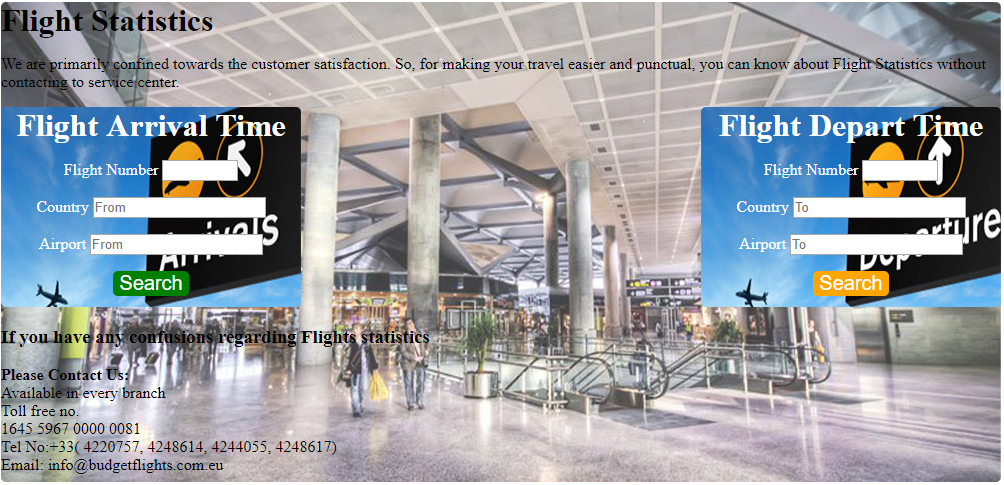 Flight Statistics
We are primarily confined towards the customer satisfaction. So, for making your travel easier and punctual, you can know about Flight Statistics without
contacting to service center.
Flight Arrival Time
Flight Number
Country From
Airport From
Search
Arrivals
Flight Depart Time
Flight Number
Country To
Airport To
Search
Departure
If you have any confusions regarding Flights statistics
Please Contact Us:
Available in every branch
Toll free no.
1645 5967 0000 0081
Tel No:+33( 4220757, 4248614, 4244055, 4248617)
Email: info@budgetflights.com.eu